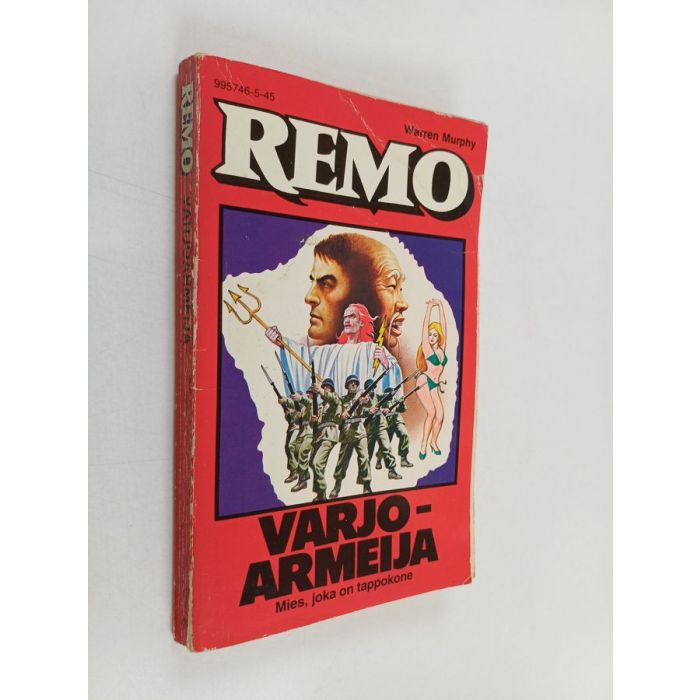 995746-5-45
Warren Murphy
REMO
VARJO-
ARMEIJA
Mies, joka on tappokone
REMO VARJOARMEIJA